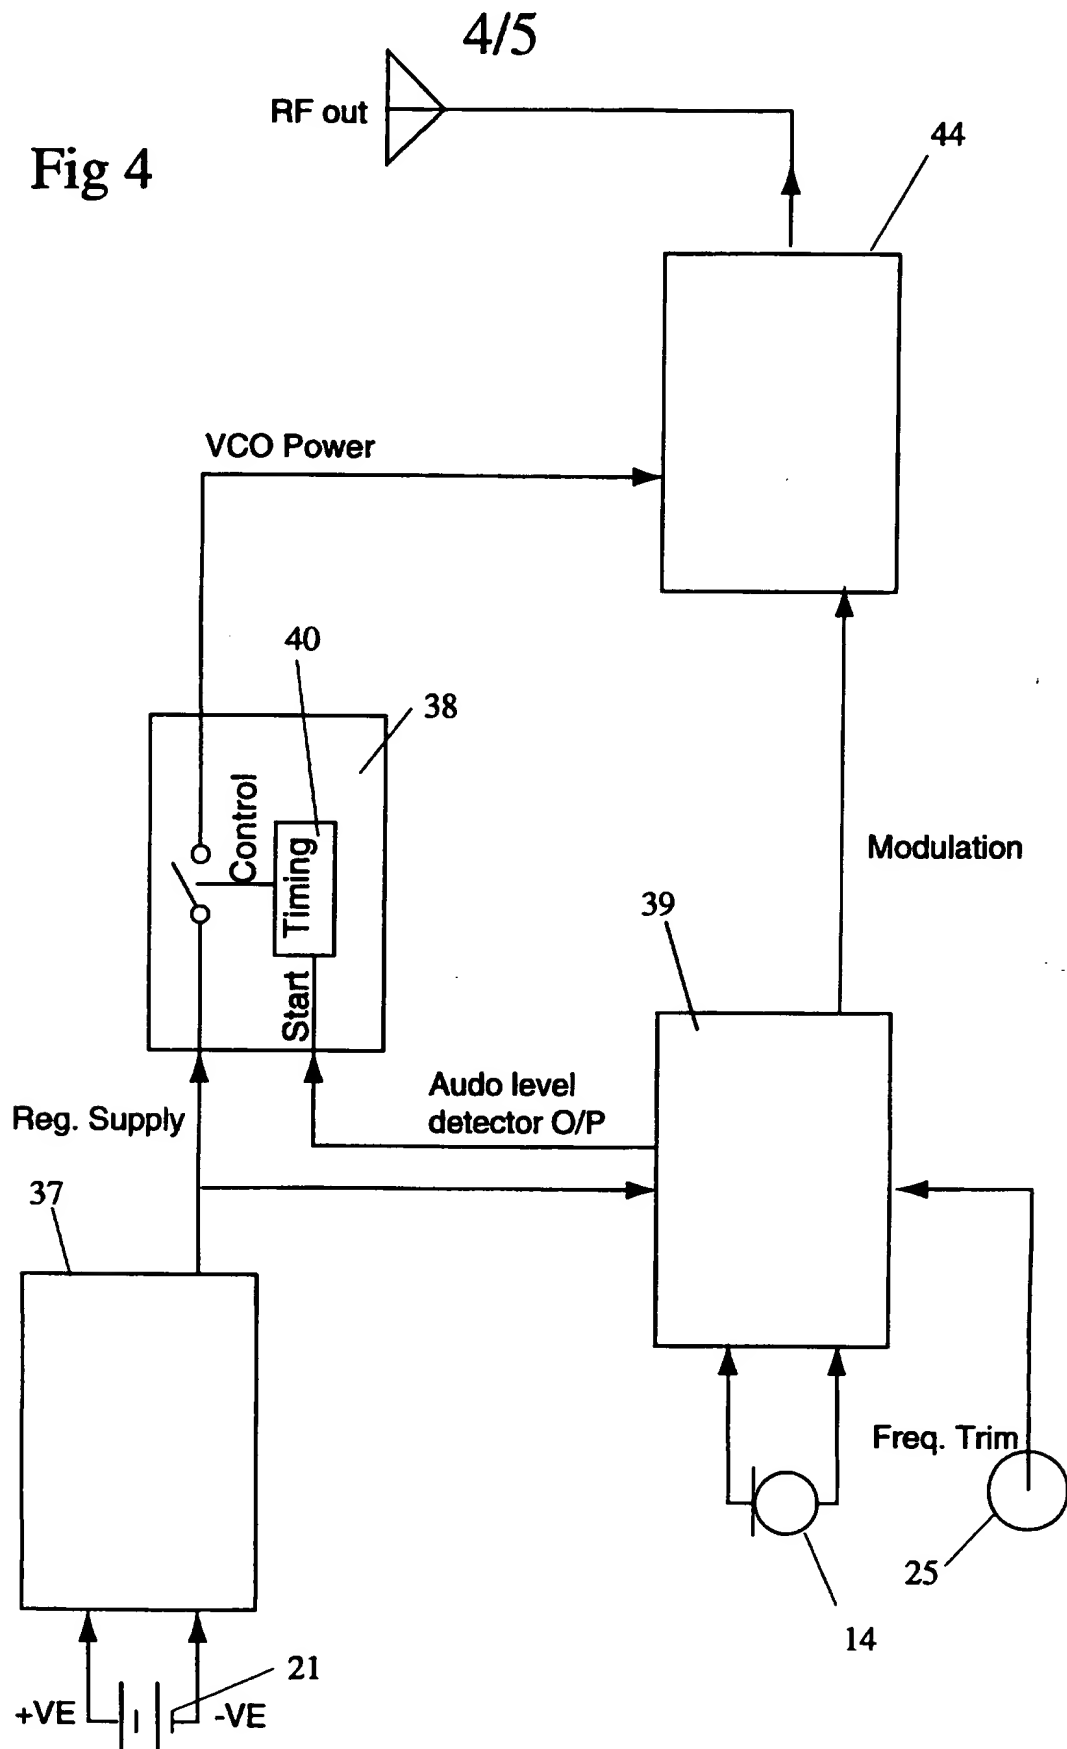 4/5
RF out
44
Fig 4
VCO Power
40
38
Control
Timing
Start
Modulation
39
Audo level
detector O/P
Reg. Supply
37
Freq. Trim
25
14
21
+VE
-VE